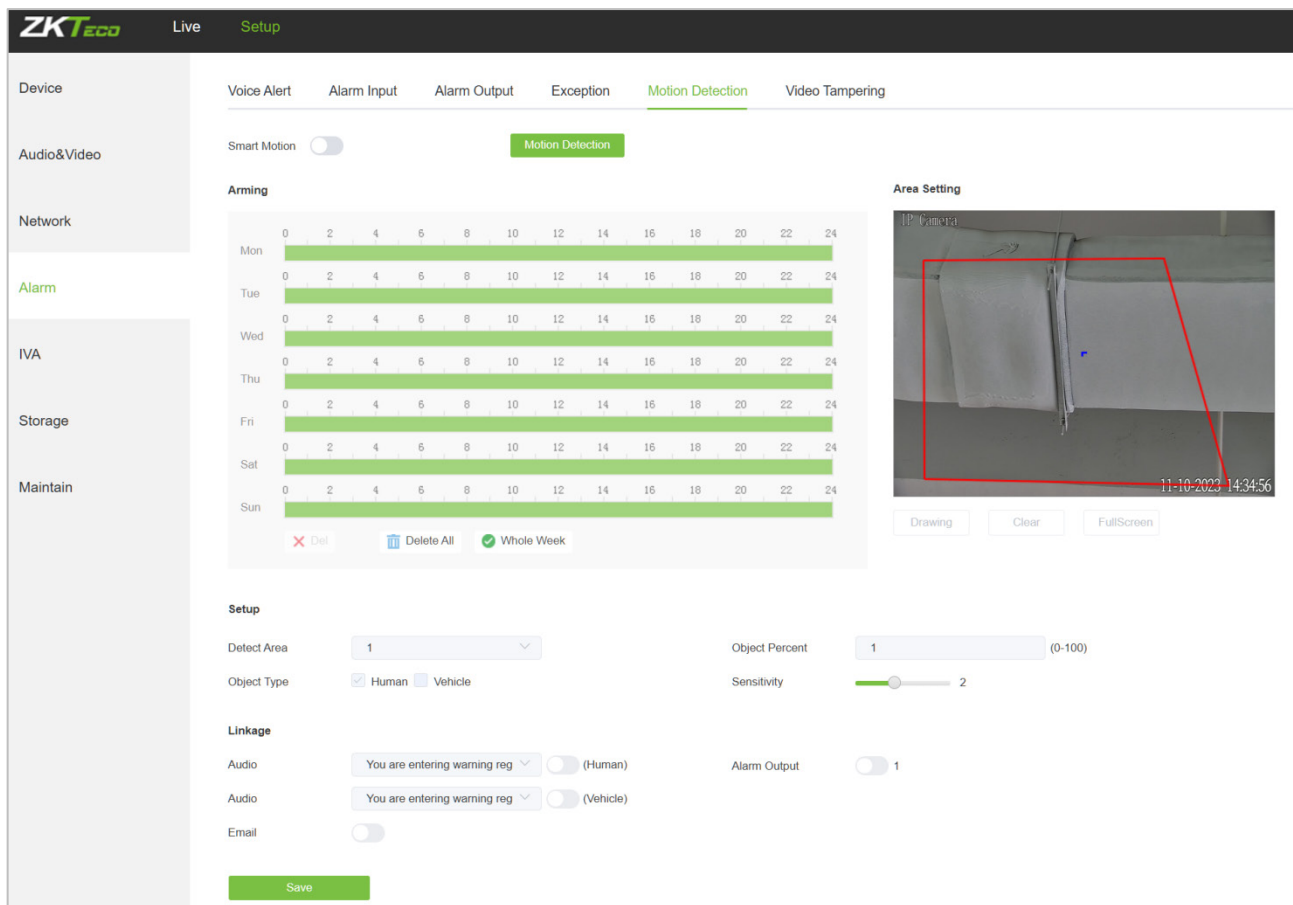 ZKTeco Live Setup
Device
Audio&Video
Network
Alarm
IVA
Storage
Maintain
Voice Alert Alarm Input Alarm Output Exception Motion Detection Video Tampering
Smart Motion Motion Detection
Arming
0 2 4 6 8 10 12 14 16 18 20 22 24
Mon
0 2 4 6 8 10 12 14 16 18 20 22 24
Tue
0 2 4 6 8 10 12 14 16 18 20 22 24
Wed
0 2 4 6 8 10 12 14 16 18 20 22 24
Thu
0 2 4 6 8 10 12 14 16 18 20 22 24
Fri
0 2 4 6 8 10 12 14 16 18 20 22 24
Sat
0 2 4 6 8 10 12 14 16 18 20 22 24
Sun
Del Delete All Whole Week
Area Setting
IP Camera
11-10-2023 14:34:56
Drawing Clear FullScreen
Setup
Detect Area 1 Object Percent 1 (0-100)
Object Type Human Vehicle Sensitivity 2
Linkage
Audio You are entering warning reg (Human) Alarm Output 1
Audio You are entering warning reg (Vehicle)
Email
Save